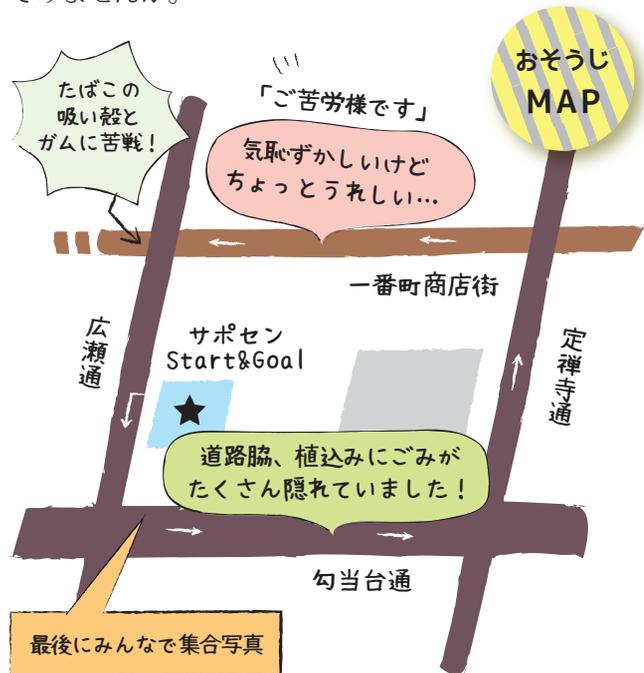 おそうじ
MAP
たばこの
吸い殻と
ガムに苦戦！
「ご苦労様です」
気恥ずかしいけど
ちょっとうれしい…
一番町商店街
広瀬通
サポセン
Start&Goal
定禅寺通
道路脇、植込みにごみが
たくさん隠れていました！
勾当台通
最後にみんなで集合写真